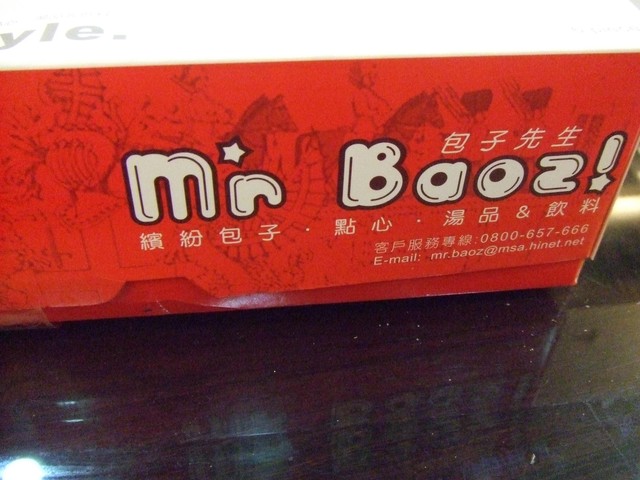 yle.
包子先生
Mr Baoz!
繽紛包子·點心·湯品&飲料
客戶服務專線:0800-657-666
E-mail: mr.baoz@msa.hinet.net